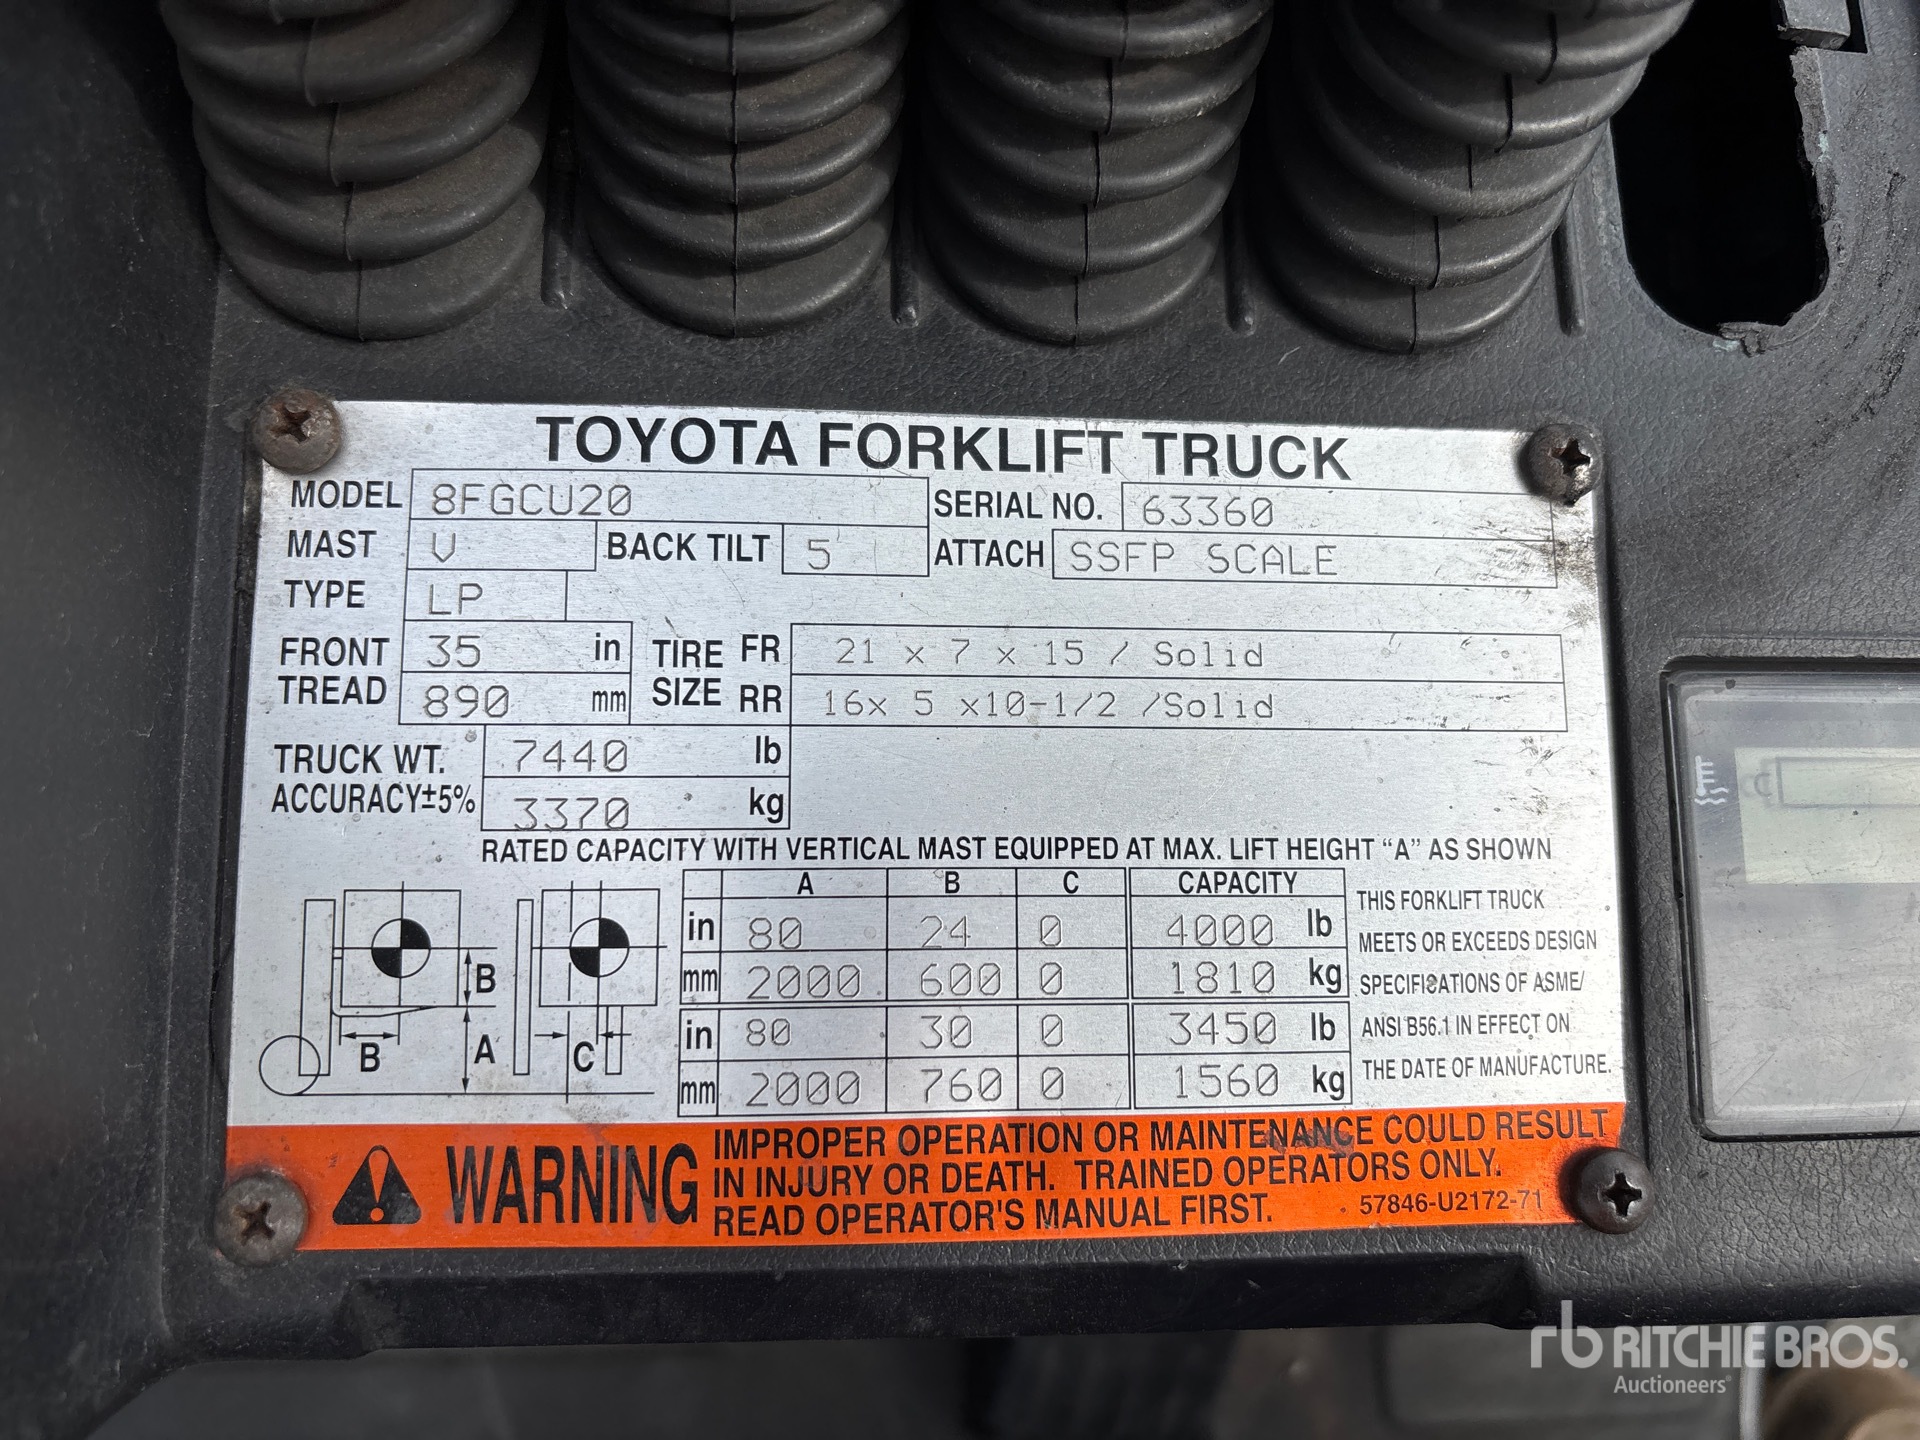 TOYOTA FORKLIFT TRUCK
MODEL 8FGCU20 SERIAL NO. 63360
MAST V BACK TILT 5 ATTACH SSFP SCALE
TYPE LP
FRONT TREAD 35 in TIRE SIZE FR 21 x 7 x 15 / Solid
890 mm RR 16x 5 x10-1/2 /Solid
TRUCK WT. 7440 lb
ACCURACY±5% 3370 kg
RATED CAPACITY WITH VERTICAL MAST EQUIPPED AT MAX. LIFT HEIGHT "A" AS SHOWN
A B C CAPACITY
in 80 24 0 4000 lb
mm 2000 600 0 1810 kg
in 80 30 0 3450 lb
mm 2000 760 0 1560 kg
B
B A C
THIS FORKLIFT TRUCK
MEETS OR EXCEEDS DESIGN
SPECIFICATIONS OF ASME/
ANSI B56.1 IN EFFECT ON
THE DATE OF MANUFACTURE.
WARNING
IMPROPER OPERATION OR MAINTENANCE COULD RESULT
IN INJURY OR DEATH. TRAINED OPERATORS ONLY.
READ OPERATOR'S MANUAL FIRST. 57846-U2172-71
C
rb RITCHIE BROS.
Auctioneers